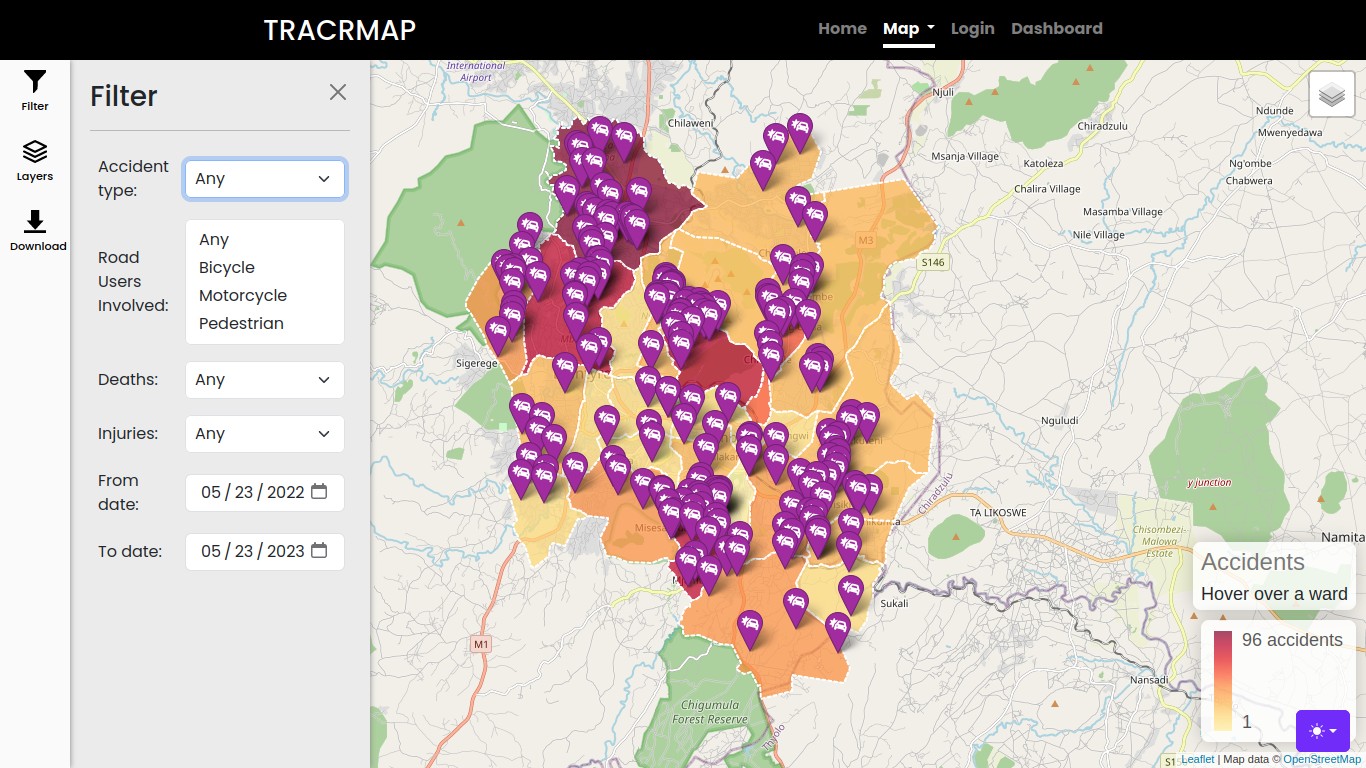 TRACRMAP
Home Map Login Dashboard
Filter
Layers
Download
Filter
Accident type:
Any
Road Users Involved:
Any
Bicycle
Motorcycle
Pedestrian
Deaths:
Any
Injuries:
Any
From date:
05/23/2022
To date:
05/23/2023
International
Airport
Chilaweni
Njuli
Chiradzulu
Ndunde
Mwenyedawa
Msanja Village
Katoleza
Ng'ombe
Chabwera
Chalira Village
Masamba Village
Nile Village
M3
S146
Sigerege
Nguludi
Chiradzulu
y junction
TA LIKOSWE
Chisombezi-
Malowa
Estate
Namita
Sukali
M1
Nansadi
Chigumula
Forest Reserve
Thyolo
Accidents
Hover over a ward
96 accidents
1
Leaflet | Map data © OpenStreetMap